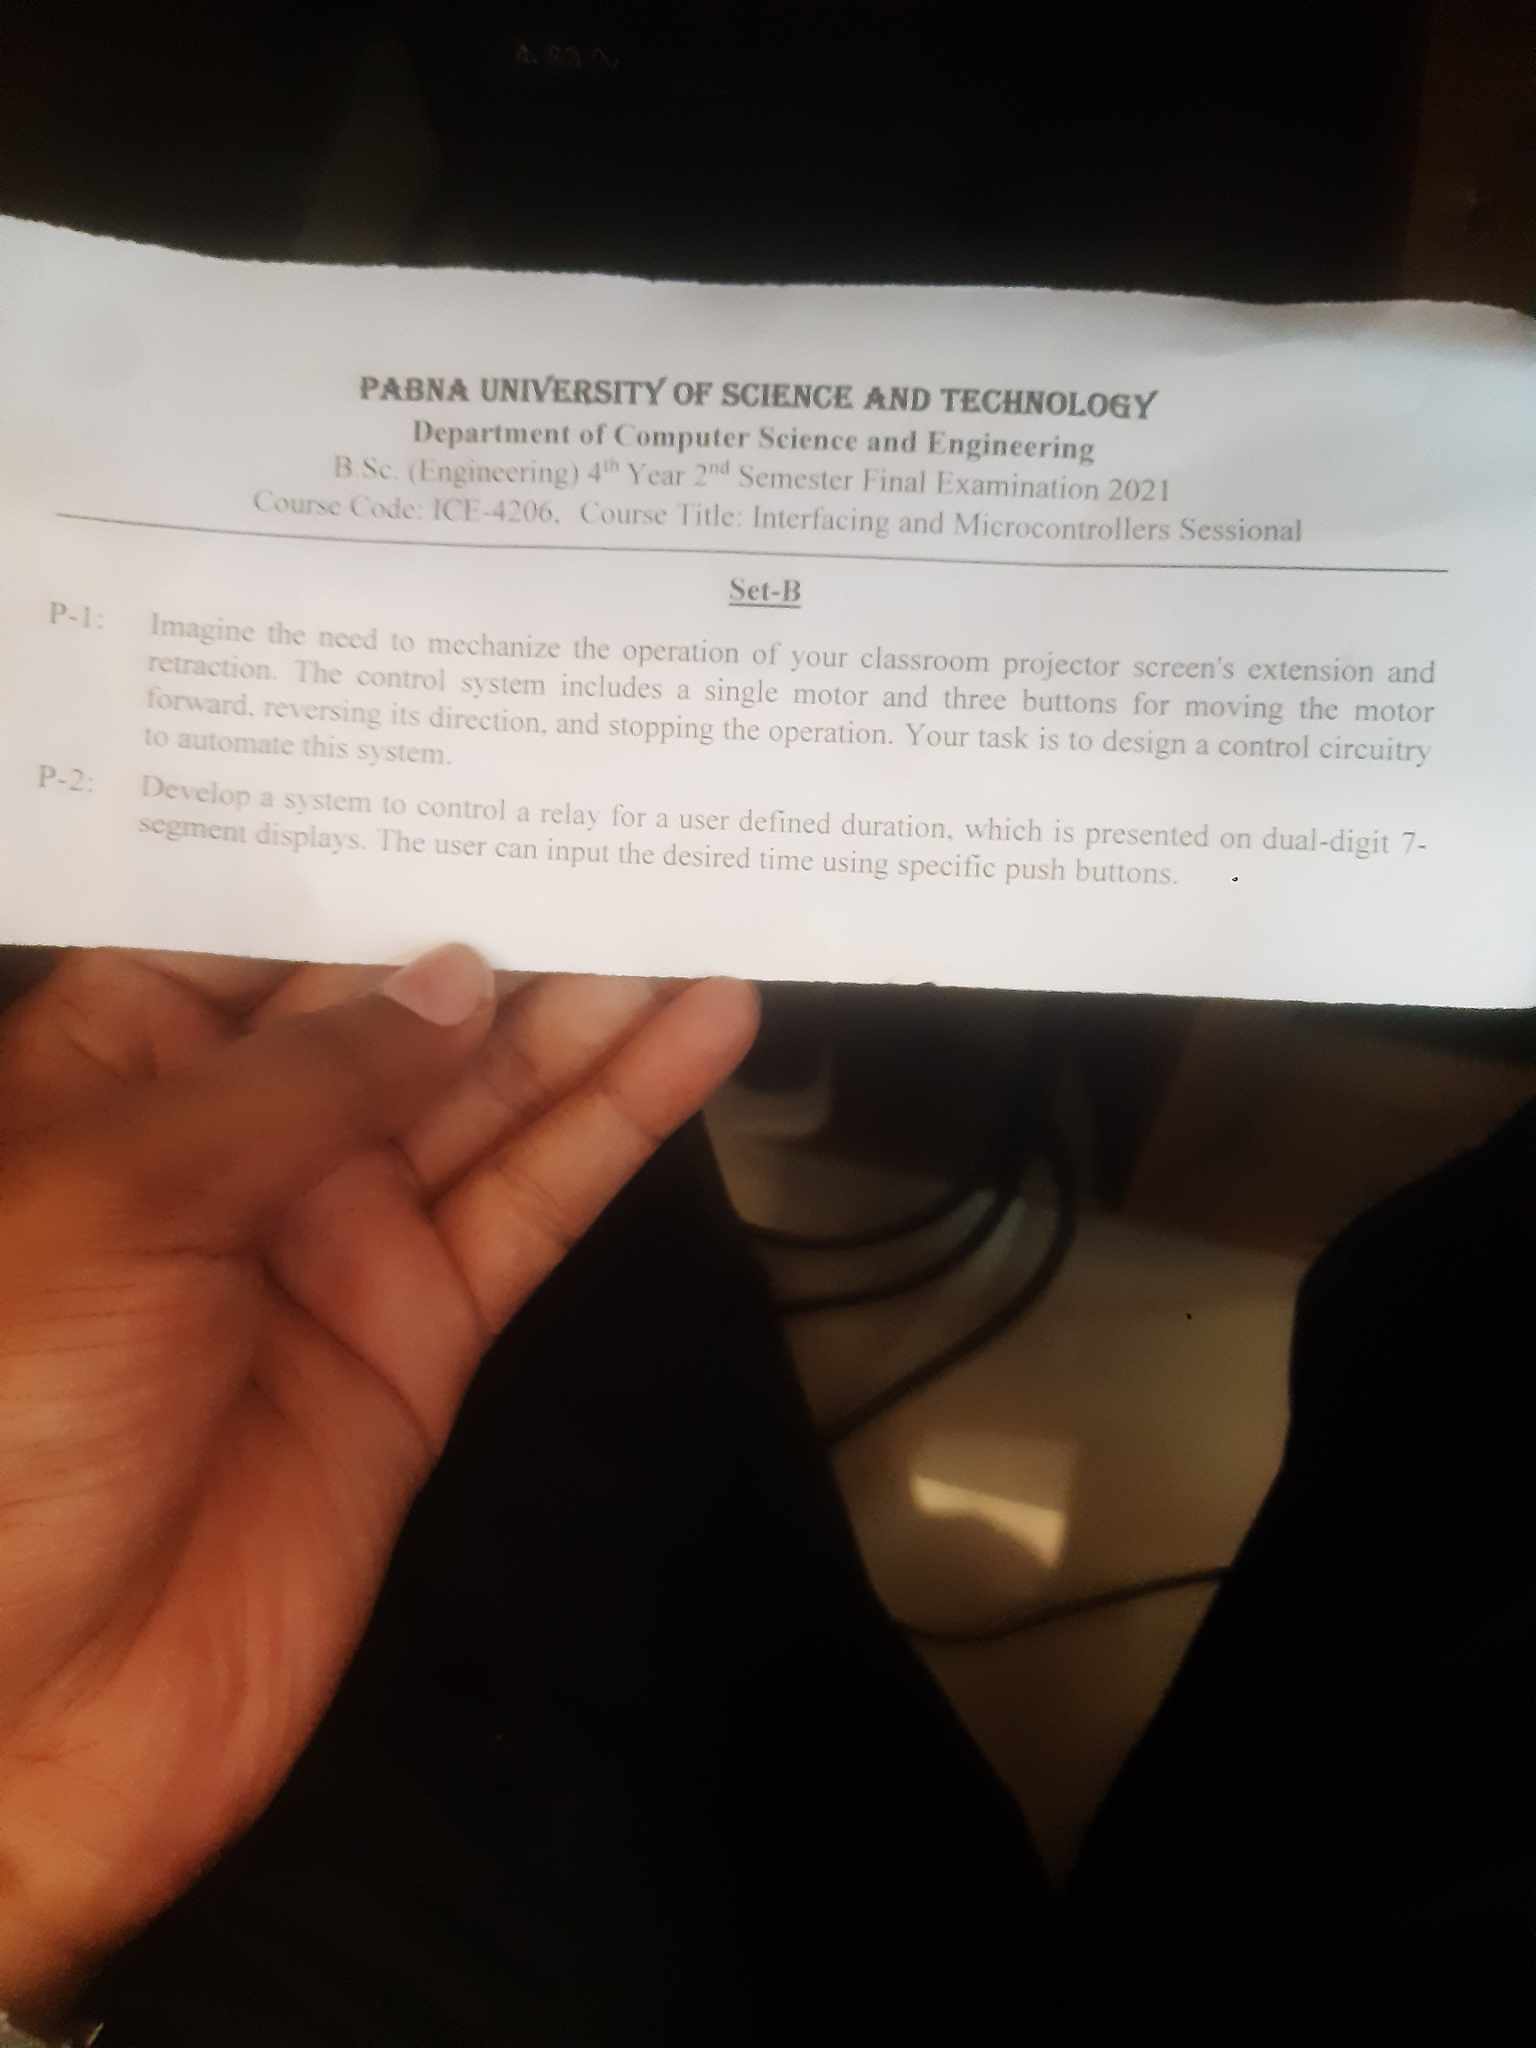 PABNA UNIVERSITY OF SCIENCE AND TECHNOLOGY
Department of Computer Science and Engineering
B.Sc. (Engineering) 4th Year 2nd Semester Final Examination 2021
Course Code: ICE-4206, Course Title: Interfacing and Microcontrollers Sessional
Set-B
P-1: Imagine the need to mechanize the operation of your classroom projector screen's extension and
retraction. The control system includes a single motor and three buttons for moving the motor
forward, reversing its direction, and stopping the operation. Your task is to design a control circuitry
to automate this system.
P-2: Develop a system to control a relay for a user defined duration, which is presented on dual-digit 7-
segment displays. The user can input the desired time using specific push buttons.